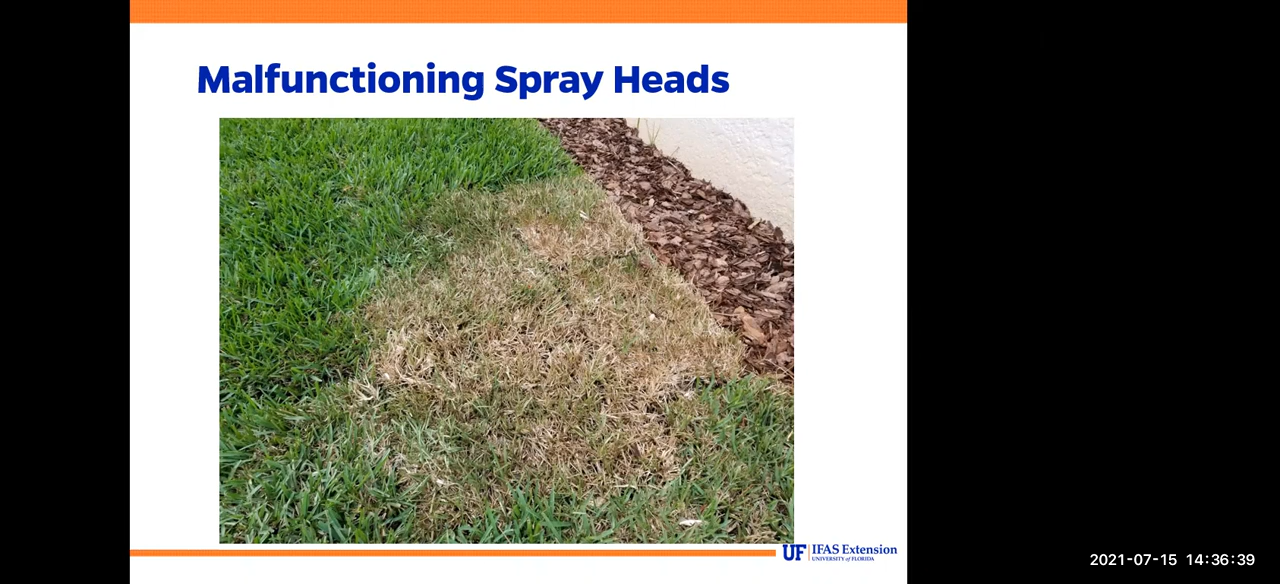 Malfunctioning Spray Heads
UF IFAS Extension
UNIVERSITY of FLORIDA
2021-07-15 14:36:39